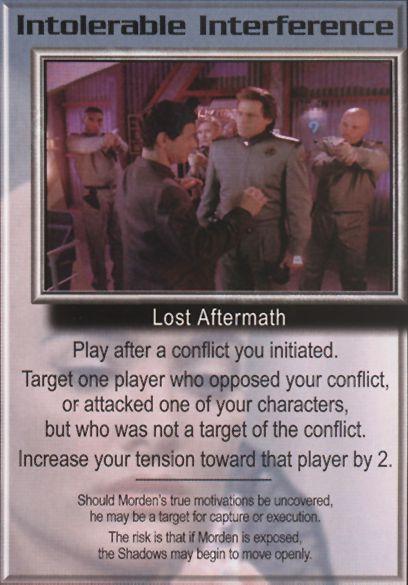 Intolerable Interference
Lost Aftermath
Play after a conflict you initiated.
Target one player who opposed your conflict,
or attacked one of your characters,
but who was not a target of the conflict.
Increase your tension toward that player by 2.
Should Morden's true motivations be uncovered,
he may be a target for capture or execution.
The risk is that if Morden is exposed,
the Shadows may begin to move openly.